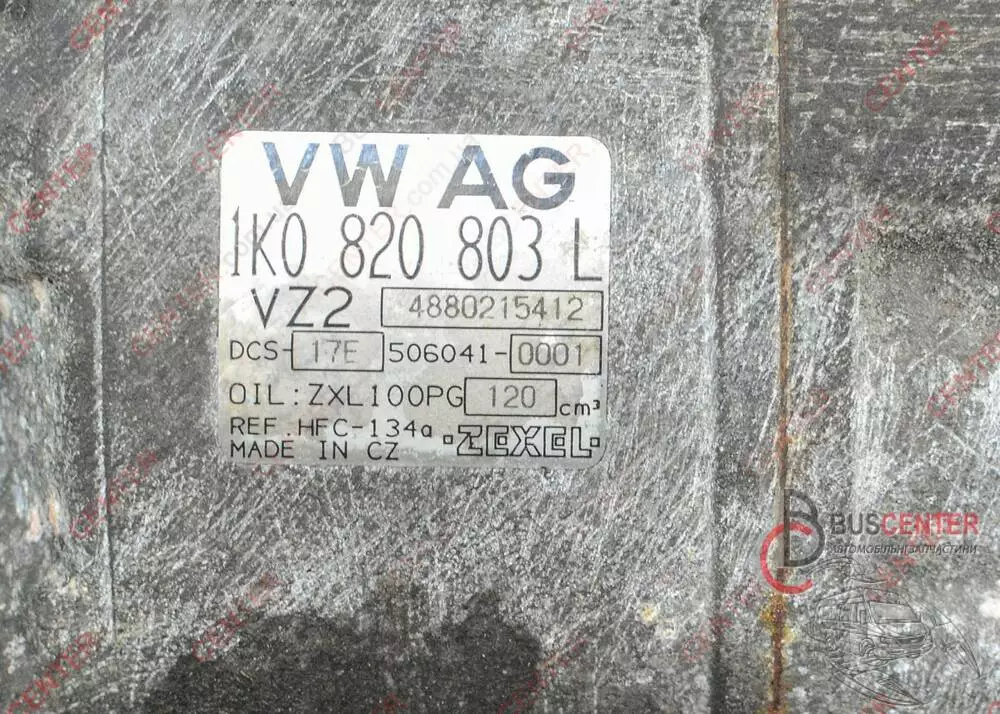 VW AG
1K0 820 803 L
VZ2 4880215412
DCS-17E 506041-0001
OIL:ZXL100PG 120 cm³
REF.HFC-134a
MADE IN CZ ·ZEXEL·
BUSCENTER
АВТОМОБІЛЬНІ ЗАПЧАСТИНИ